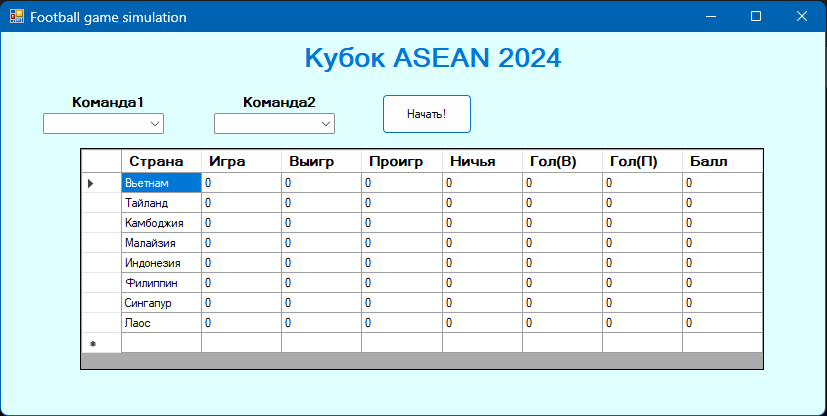 Football game simulation
Кубок ASEAN 2024
Команда1 Команда2
Начать!
Страна Игра Выигр Проигр Ничья Гол(В) Гол(П) Балл
Вьетнам 0 0 0 0 0 0 0
Тайланд 0 0 0 0 0 0 0
Камбоджия 0 0 0 0 0 0 0
Малайзия 0 0 0 0 0 0 0
Индонезия 0 0 0 0 0 0 0
Филиппин 0 0 0 0 0 0 0
Сингапур 0 0 0 0 0 0 0
Лаос 0 0 0 0 0 0 0